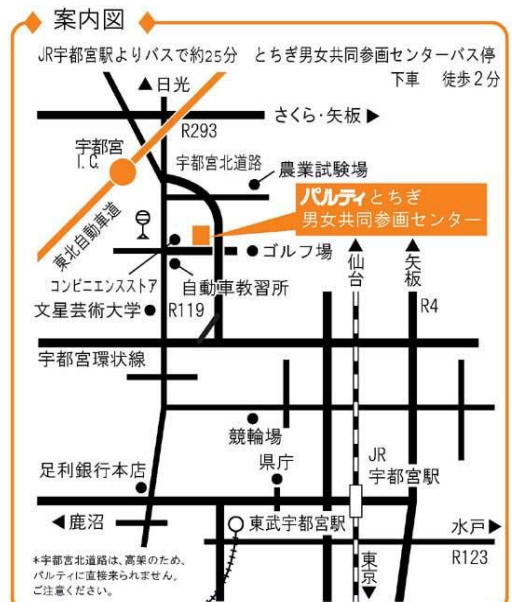 案内図
JR宇都宮駅よりバスで約25分 とちぎ男女共同参画センターバス停
下車 徒歩2分
▲日光
さくら・矢板▶
R293
宇都宮
I.C.
宇都宮北道路
農業試験場
パルティとちぎ
男女共同参画センター
東北自動車道
ゴルフ場
▲仙台
▲矢板
コンビニエンスストア
自動車教習所
文星芸術大学
R119
R4
宇都宮環状線
競輪場
JR
宇都宮駅
県庁
足利銀行本店
◀鹿沼
東武宇都宮駅
水戸▶
R123
東京▼
*宇都宮北道路は、高架のため、
パルティに直接来られません。
ご注意ください。